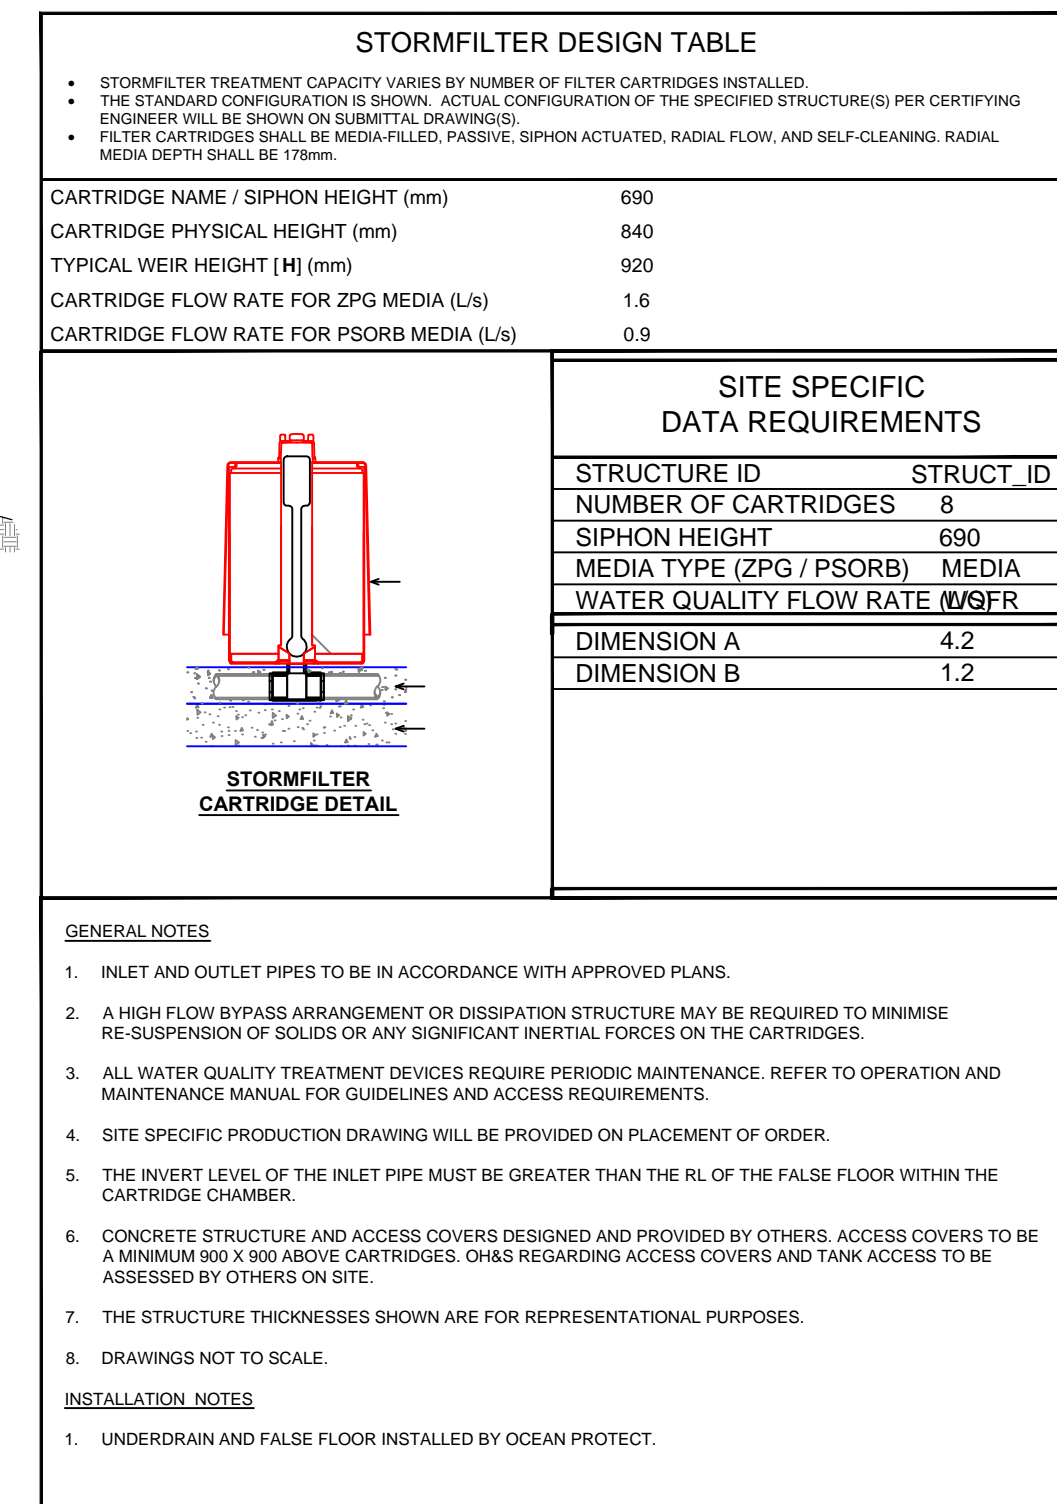 STORMFILTER DESIGN TABLE
• STORMFILTER TREATMENT CAPACITY VARIES BY NUMBER OF FILTER CARTRIDGES INSTALLED.
• THE STANDARD CONFIGURATION IS SHOWN. ACTUAL CONFIGURATION OF THE SPECIFIED STRUCTURE(S) PER CERTIFYING
ENGINEER WILL BE SHOWN ON SUBMITTAL DRAWING(S).
• FILTER CARTRIDGES SHALL BE MEDIA-FILLED, PASSIVE, SIPHON ACTUATED, RADIAL FLOW, AND SELF-CLEANING. RADIAL
MEDIA DEPTH SHALL BE 178mm.
CARTRIDGE NAME / SIPHON HEIGHT (mm) 690
CARTRIDGE PHYSICAL HEIGHT (mm) 840
TYPICAL WEIR HEIGHT [H] (mm) 920
CARTRIDGE FLOW RATE FOR ZPG MEDIA (L/s) 1.6
CARTRIDGE FLOW RATE FOR PSORB MEDIA (L/s) 0.9
STORMFILTER
CARTRIDGE DETAIL
SITE SPECIFIC
DATA REQUIREMENTS
STRUCTURE ID STRUCT_ID
NUMBER OF CARTRIDGES 8
SIPHON HEIGHT 690
MEDIA TYPE (ZPG / PSORB) MEDIA
WATER QUALITY FLOW RATE (L/S) WQFR
DIMENSION A 4.2
DIMENSION B 1.2
GENERAL NOTES
1. INLET AND OUTLET PIPES TO BE IN ACCORDANCE WITH APPROVED PLANS.
2. A HIGH FLOW BYPASS ARRANGEMENT OR DISSIPATION STRUCTURE MAY BE REQUIRED TO MINIMISE
RE-SUSPENSION OF SOLIDS OR ANY SIGNIFICANT INERTIAL FORCES ON THE CARTRIDGES.
3. ALL WATER QUALITY TREATMENT DEVICES REQUIRE PERIODIC MAINTENANCE. REFER TO OPERATION AND
MAINTENANCE MANUAL FOR GUIDELINES AND ACCESS REQUIREMENTS.
4. SITE SPECIFIC PRODUCTION DRAWING WILL BE PROVIDED ON PLACEMENT OF ORDER.
5. THE INVERT LEVEL OF THE INLET PIPE MUST BE GREATER THAN THE RL OF THE FALSE FLOOR WITHIN THE
CARTRIDGE CHAMBER.
6. CONCRETE STRUCTURE AND ACCESS COVERS DESIGNED AND PROVIDED BY OTHERS. ACCESS COVERS TO BE
A MINIMUM 900 X 900 ABOVE CARTRIDGES. OH&S REGARDING ACCESS COVERS AND TANK ACCESS TO BE
ASSESSED BY OTHERS ON SITE.
7. THE STRUCTURE THICKNESSES SHOWN ARE FOR REPRESENTATIONAL PURPOSES.
8. DRAWINGS NOT TO SCALE.
INSTALLATION NOTES
1. UNDERDRAIN AND FALSE FLOOR INSTALLED BY OCEAN PROTECT.